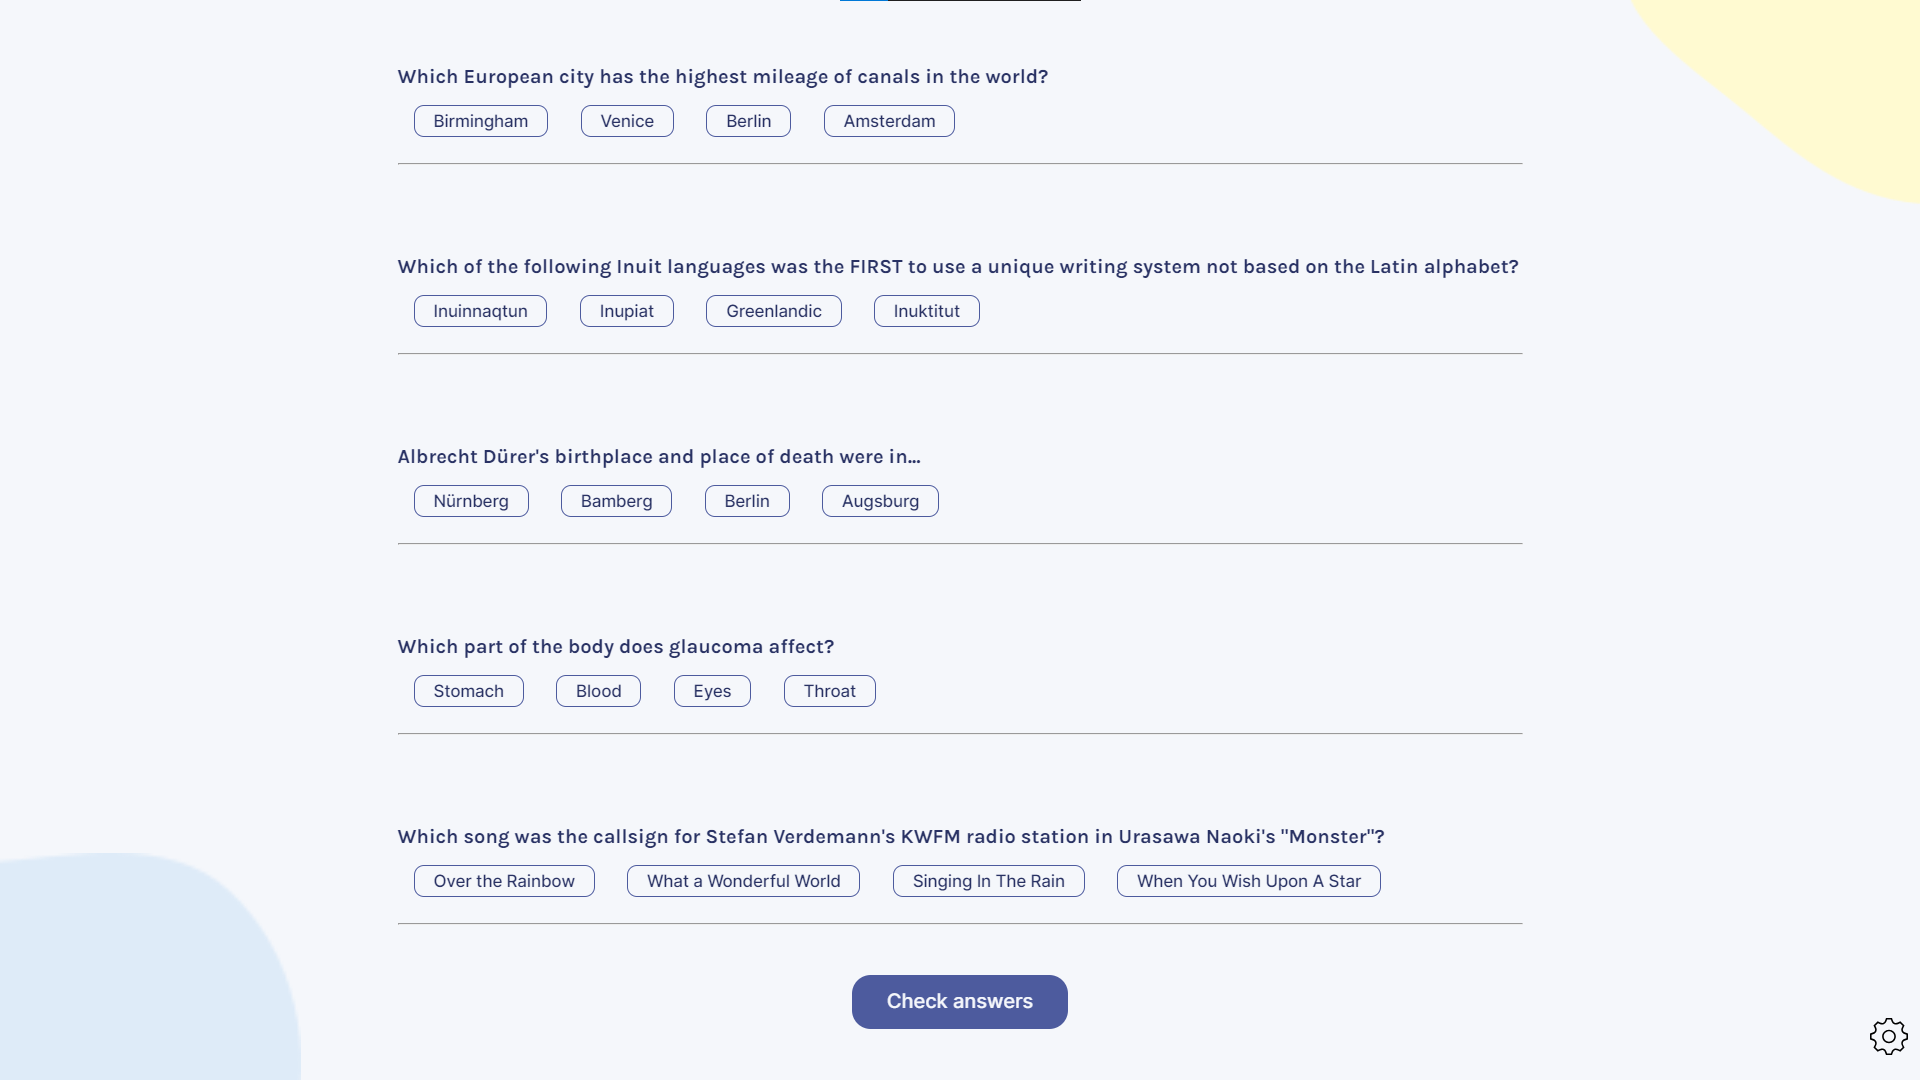 Which European city has the highest mileage of canals in the world?
Birmingham Venice Berlin Amsterdam
Which of the following Inuit languages was the FIRST to use a unique writing system not based on the Latin alphabet?
Inuinnaqtun Inupiat Greenlandic Inuktitut
Albrecht Dürer's birthplace and place of death were in...
Nürnberg Bamberg Berlin Augsburg
Which part of the body does glaucoma affect?
Stomach Blood Eyes Throat
Which song was the callsign for Stefan Verdemann's KWFM radio station in Urasawa Naoki's "Monster"?
Over the Rainbow What a Wonderful World Singing In The Rain When You Wish Upon A Star
Check answers